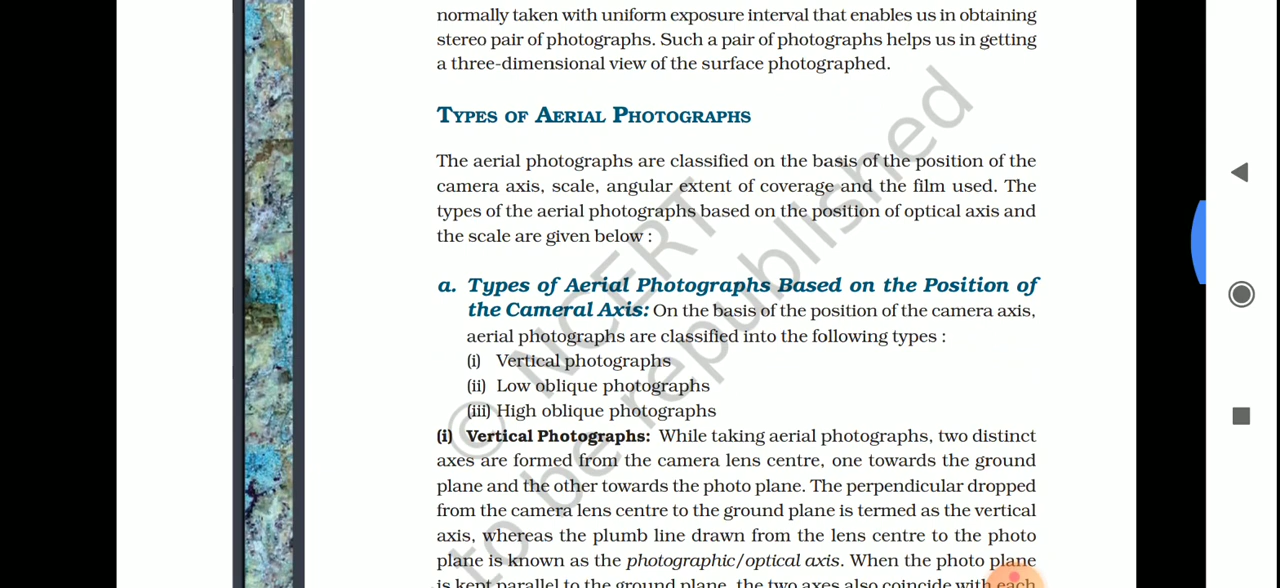 normally taken with uniform exposure interval that enables us in obtaining
stereo pair of photographs. Such a pair of photographs helps us in getting
a three-dimensional view of the surface photographed.
TYPES OF AERIAL PHOTOGRAPHS
The aerial photographs are classified on the basis of the position of the
camera axis, scale, angular extent of coverage and the film used. The
types of the aerial photographs based on the position of optical axis and
the scale are given below :
a. Types of Aerial Photographs Based on the Position of
the Cameral Axis: On the basis of the position of the camera axis,
aerial photographs are classified into the following types :
(i) Vertical photographs
(ii) Low oblique photographs
(iii) High oblique photographs
(i) Vertical Photographs: While taking aerial photographs, two distinct
axes are formed from the camera lens centre, one towards the ground
plane and the other towards the photo plane. The perpendicular dropped
from the camera lens centre to the ground plane is termed as the vertical
axis, whereas the plumb line drawn from the lens centre to the photo
plane is known as the photographic/optical axis. When the photo plane
is kept parallel to the ground plane, the two axes also coincide with each
© NCERT
to be republished